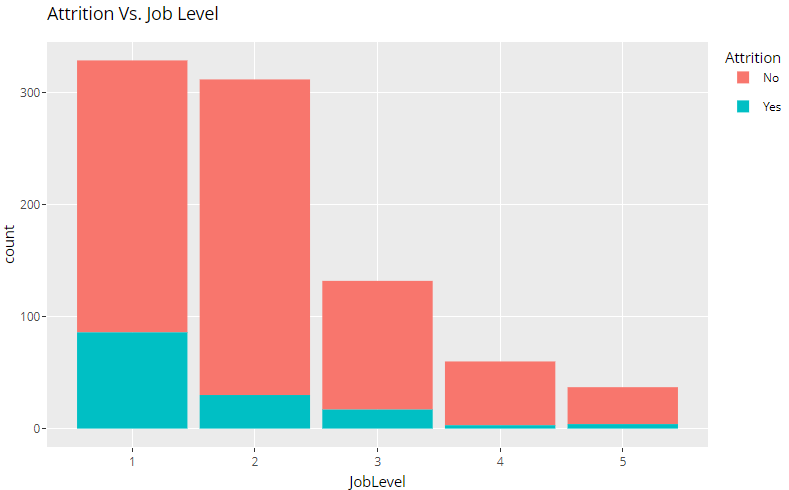 Attrition Vs. Job Level
Attrition
No
Yes
300
200
100
0
count
1 2 3 4 5
JobLevel